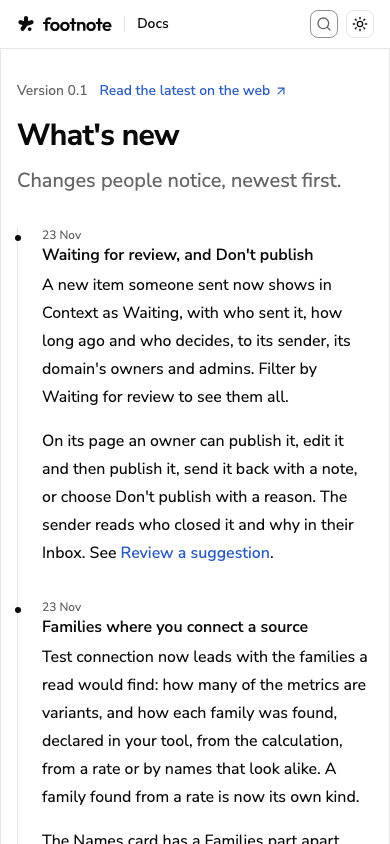 footnote
Docs
Version 0.1 Read the latest on the web ↗
What's new
Changes people notice, newest first.
23 Nov
Waiting for review, and Don't publish
A new item someone sent now shows in
Context as Waiting, with who sent it, how
long ago and who decides, to its sender, its
domain's owners and admins. Filter by
Waiting for review to see them all.
On its page an owner can publish it, edit it
and then publish it, send it back with a note,
or choose Don't publish with a reason. The
sender reads who closed it and why in their
Inbox. See Review a suggestion.
23 Nov
Families where you connect a source
Test connection now leads with the families a
read would find: how many of the metrics are
variants, and how each family was found,
declared in your tool, from the calculation,
from a rate or by names that look alike. A
family found from a rate is now its own kind.
The Names card has a Families part apart